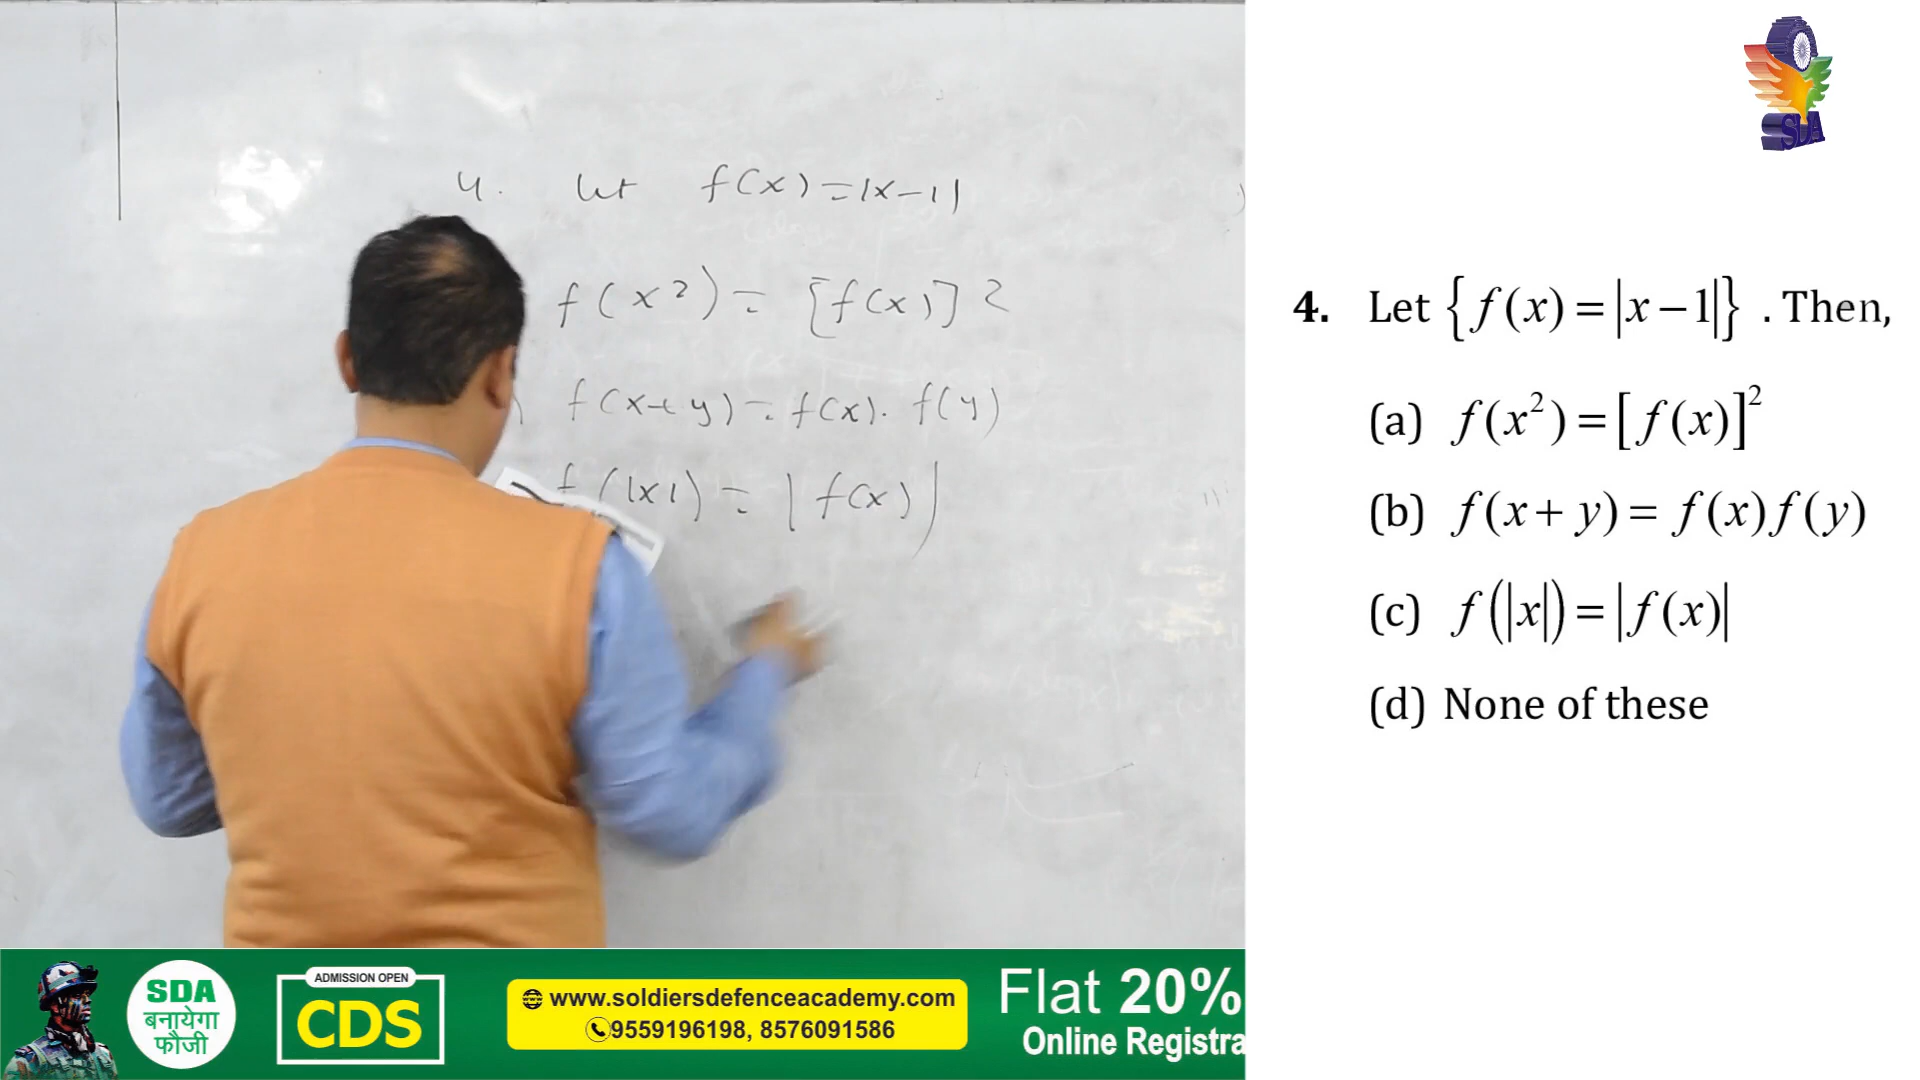 4. Let f(x) = |x-1|
f(x²) = [f(x)]²
) f(x+y) = f(x). f(y)
f(|x|) = |f(x)|
SDA
4. Let {f(x) = |x−1|} . Then,
(a) f(x²) = [f(x)]²
(b) f(x + y) = f(x)f(y)
(c) f(|x|) = |f(x)|
(d) None of these
SDA
बनायेगा
फौजी
ADMISSION OPEN
CDS
www.soldiersdefenceacademy.com
9559196198, 8576091586
Flat 20%
Online Registra